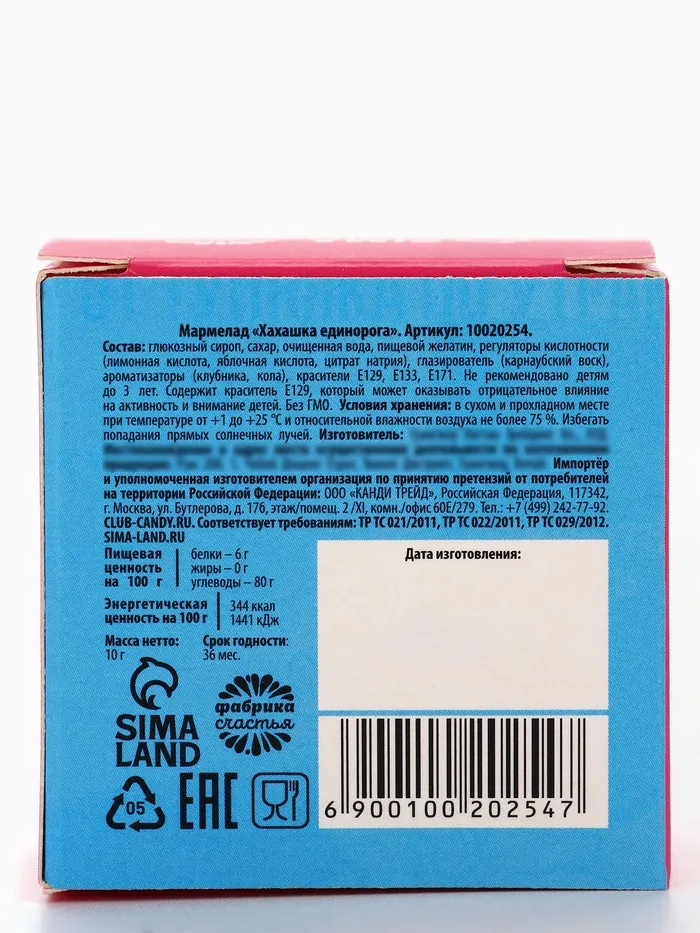 Мармелад «Хахашка единорога». Артикул: 10020254.
Состав: глюкозный сироп, сахар, очищенная вода, пищевой желатин, регуляторы кислотности
(лимонная кислота, яблочная кислота, цитрат натрия), глазирователь (карнаубский воск),
ароматизаторы (клубника, кола), красители Е129, Е133, Е171. Не рекомендовано детям
до 3 лет. Содержит краситель Е129, который может оказывать отрицательное влияние
на активность и внимание детей. Без ГМО. Условия хранения: в сухом и прохладном месте
при температуре от +1 до +25 °С и относительной влажности воздуха не более 75 %. Избегать
попадания прямых солнечных лучей. Изготовитель:
Импортёр
и уполномоченная изготовителем организация по принятию претензий от потребителей
на территории Российской Федерации: ООО «КАНДИ ТРЕЙД», Российская Федерация, 117342,
г. Москва, ул. Бутлерова, д. 176, этаж/помещ. 2 /XI, комн./офис 60Е/279. Тел.: +7 (499) 242-77-92.
CLUB-CANDY.RU. Соответствует требованиям: ТР ТС 021/2011, ТР ТС 022/2011, ТР ТС 029/2012.
SIMA-LAND.RU
Пищевая ценность на 100 г
белки – 6 г
жиры – 0 г
углеводы – 80 г
Энергетическая ценность на 100 г
344 ккал
1441 кДж
Масса нетто:
10 г
Срок годности:
36 мес.
Дата изготовления:
SIMA
LAND
фабрика
счастья
05
EAC
6 900100 202547